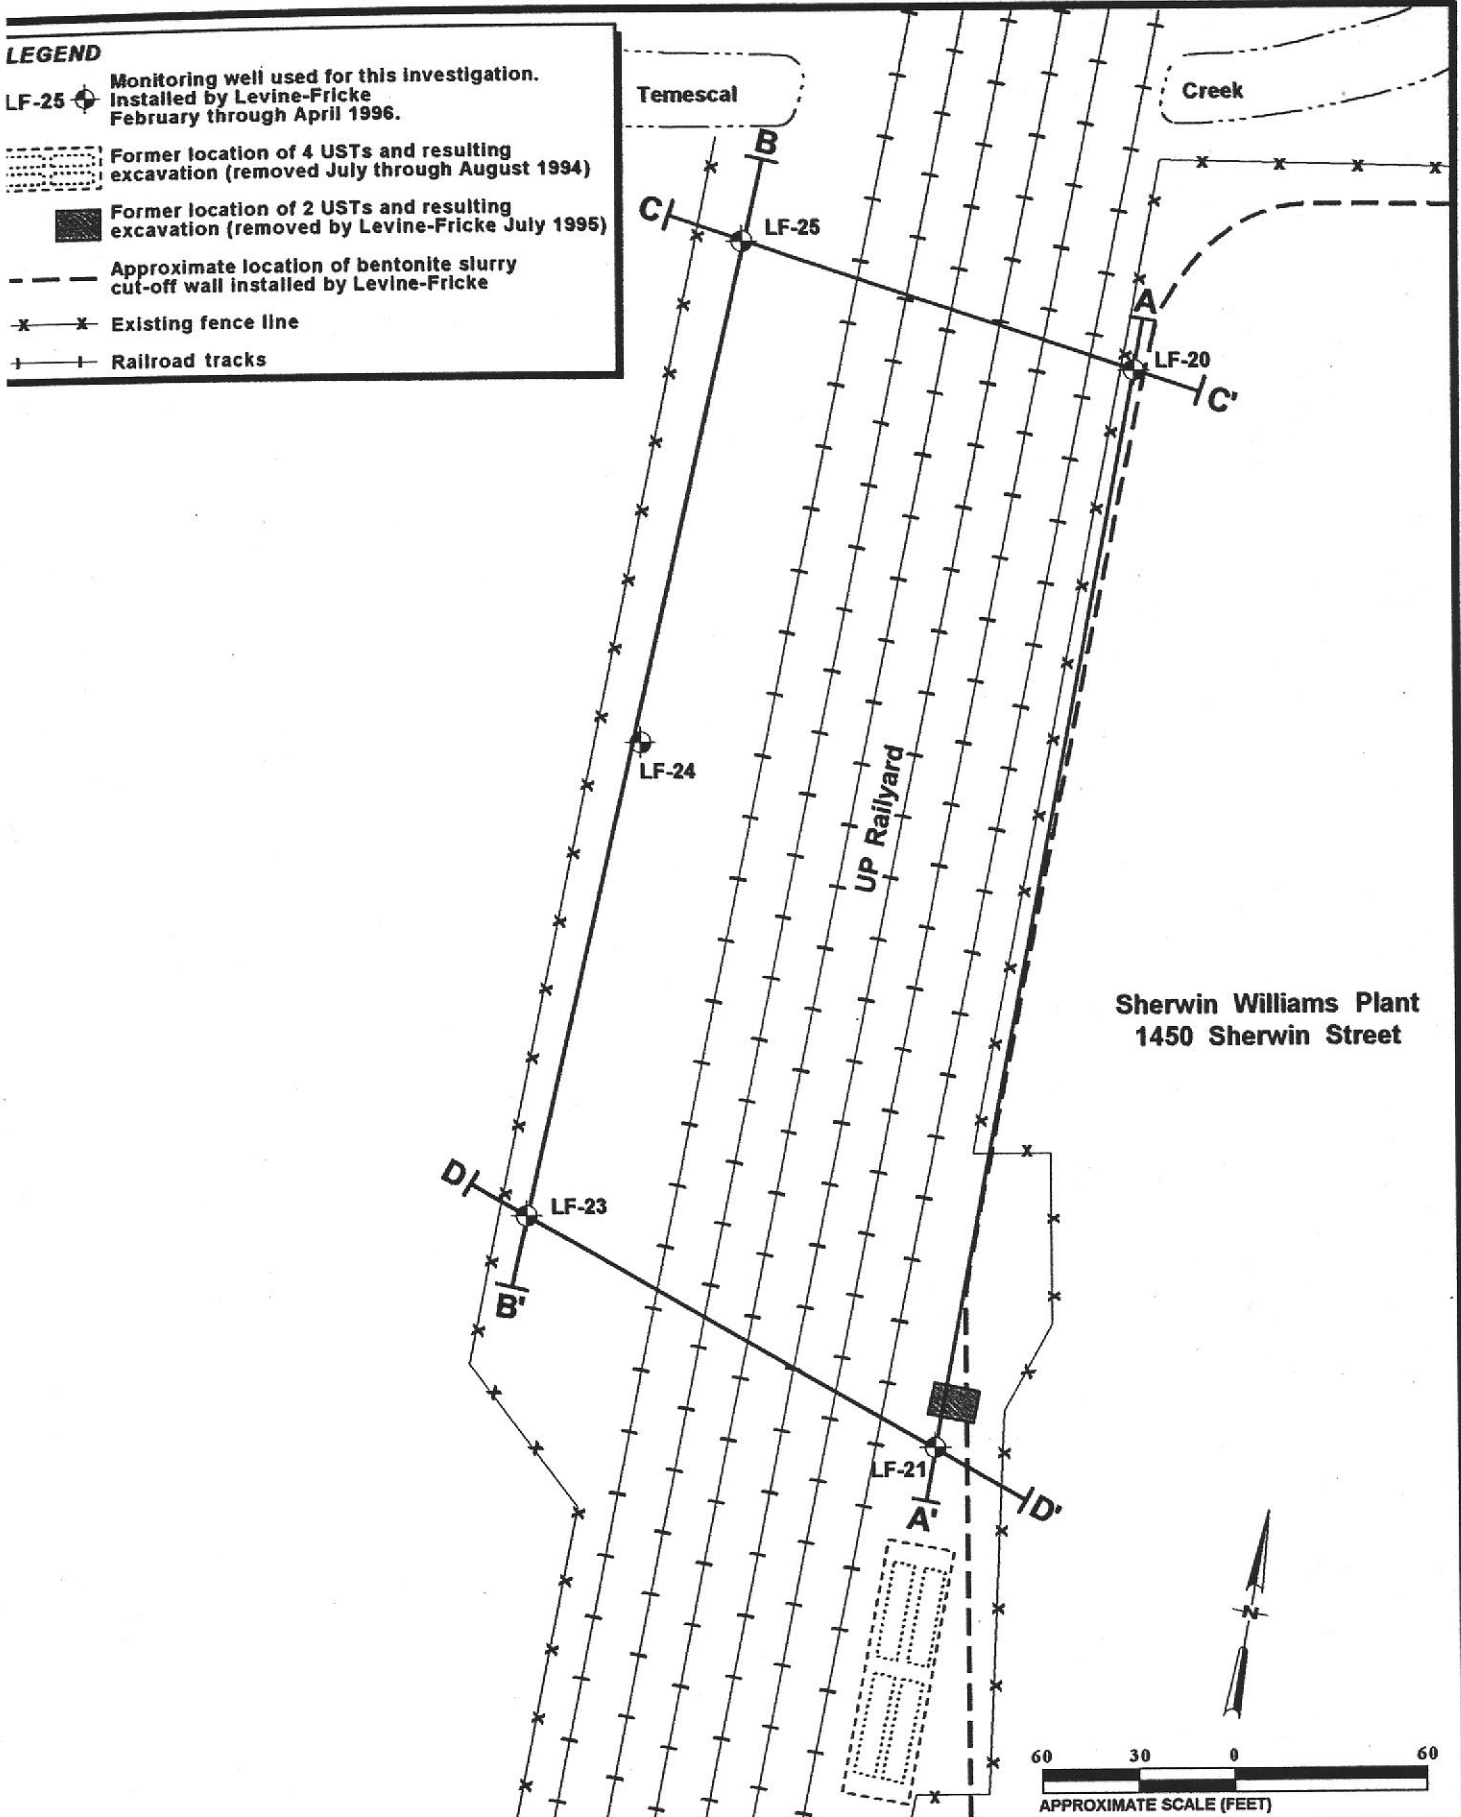 LEGEND
LF-25
Monitoring well used for this investigation.
Installed by Levine-Fricke
February through April 1996.
Former location of 4 USTs and resulting
excavation (removed July through August 1994)
Former location of 2 USTs and resulting
excavation (removed by Levine-Fricke July 1995)
Approximate location of bentonite slurry
cut-off wall installed by Levine-Fricke
Existing fence line
Railroad tracks
Temescal
Creek
B
C
LF-25
A
LF-20
C'
LF-24
UP Railyard
Sherwin Williams Plant
1450 Sherwin Street
D
LF-23
B'
LF-21
D'
A'
N
60 30 0 60
APPROXIMATE SCALE (FEET)